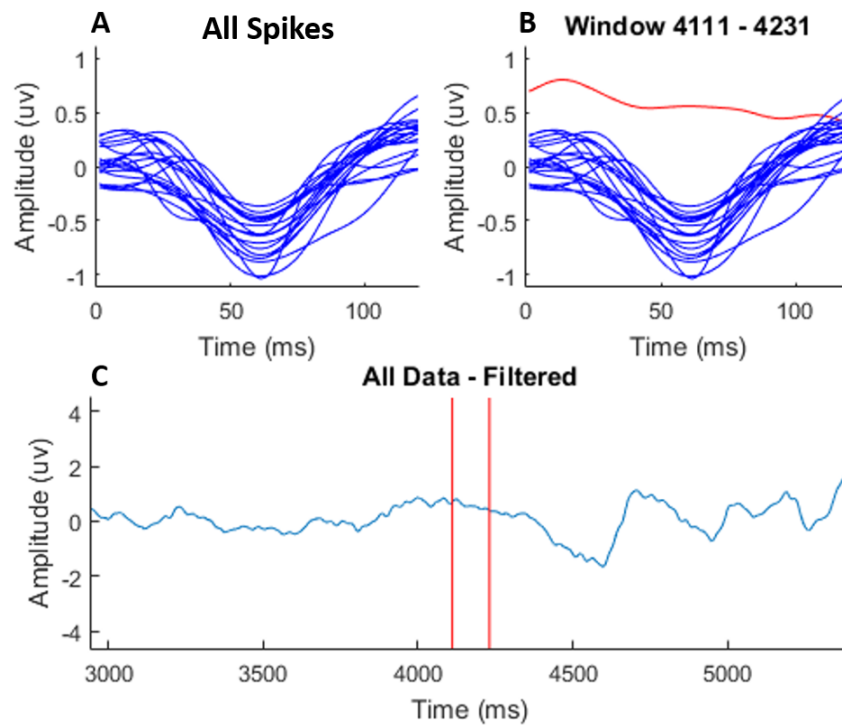 A
All Spikes
1
0.5
0
-0.5
-1
Amplitude (uv)
0
50
100
Time (ms)
B
Window 4111 - 4231
1
0.5
0
-0.5
-1
Amplitude (uv)
0
50
100
Time (ms)
C
All Data - Filtered
4
2
0
-2
-4
Amplitude (uv)
3000
3500
4000
4500
5000
Time (ms)